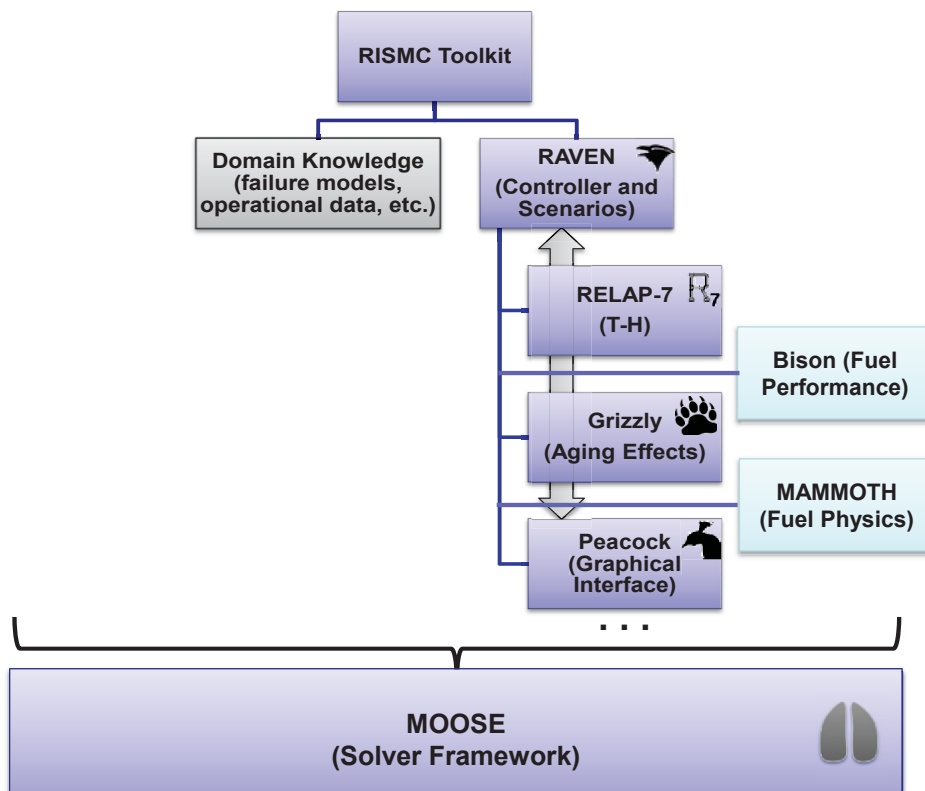 RISMC Toolkit
Domain Knowledge
(failure models,
operational data, etc.)
RAVEN
(Controller and
Scenarios)
RELAP-7
(T-H)
R7
Bison (Fuel
Performance)
Grizzly
(Aging Effects)
MAMMOTH
(Fuel Physics)
Peacock
(Graphical
Interface)
. . .
MOOSE
(Solver Framework)